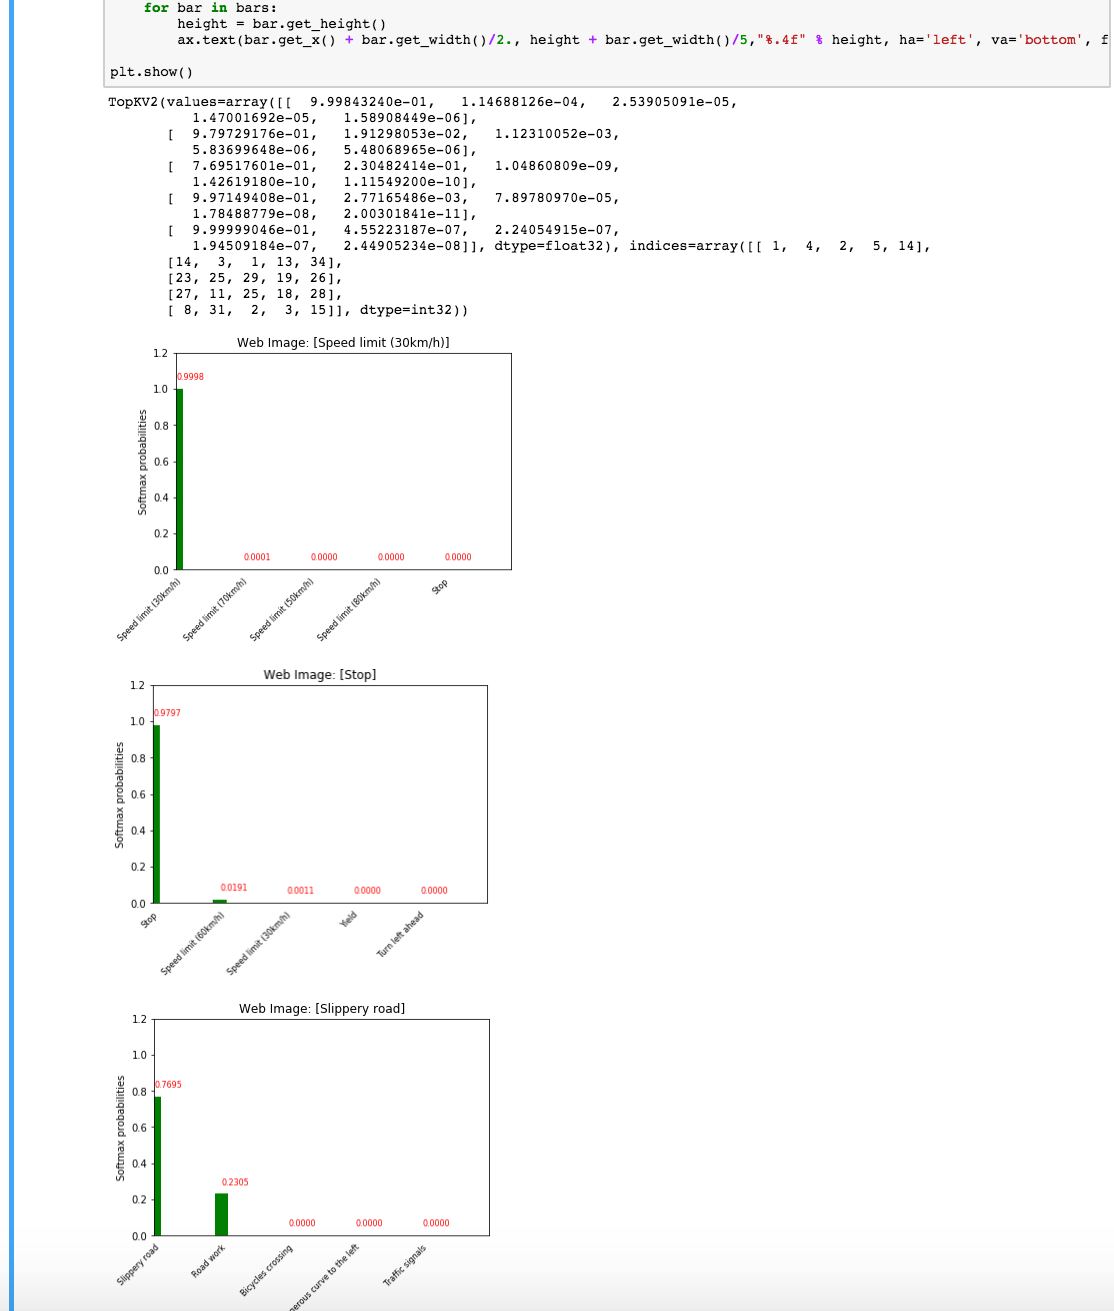 for bar in bars:
height = bar.get_height()
ax.text(bar.get_x() + bar.get_width()/2., height + bar.get_width()/5,"%.4f" % height, ha='left', va='bottom', f
plt.show()
TopKV2(values=array([[ 9.99843240e-01, 1.14688126e-04, 2.53905091e-05,
1.47001692e-05, 1.58908449e-06],
[ 9.79729176e-01, 1.91298053e-02, 1.12310052e-03,
5.83699648e-06, 5.48068965e-06],
[ 7.69517601e-01, 2.30482414e-01, 1.04860809e-09,
1.42619180e-10, 1.11549200e-10],
[ 9.97149408e-01, 2.77165486e-03, 7.89780970e-05,
1.78488779e-08, 2.00301841e-11],
[ 9.99999046e-01, 4.55223187e-07, 2.24054915e-07,
1.94509184e-07, 2.44905234e-08]], dtype=float32), indices=array([[ 1, 4, 2, 5, 14],
[14, 3, 1, 13, 34],
[23, 25, 29, 19, 26],
[27, 11, 25, 18, 28],
[ 8, 31, 2, 3, 15]], dtype=int32))
Web Image: [Speed limit (30km/h)]
1.2
0.9998
1.0
0.8
0.6
0.4
0.2
0.0
Softmax probabilities
0.0001 0.0000 0.0000 0.0000
Speed limit (30km/h)
Speed limit (70km/h)
Speed limit (50km/h)
Speed limit (80km/h)
Stop
Web Image: [Stop]
1.2
0.9797
1.0
0.8
0.6
0.4
0.2
0.0
Softmax probabilities
0.0191 0.0011 0.0000 0.0000
Stop
Speed limit (60km/h)
Speed limit (30km/h)
Yield
Turn left ahead
Web Image: [Slippery road]
1.2
1.0
0.8
0.7695
0.6
0.4
0.2
0.0
Softmax probabilities
0.2305
0.0000 0.0000 0.0000
Slippery road
Road work
Bicycles crossing
erous curve to the left
Traffic signals